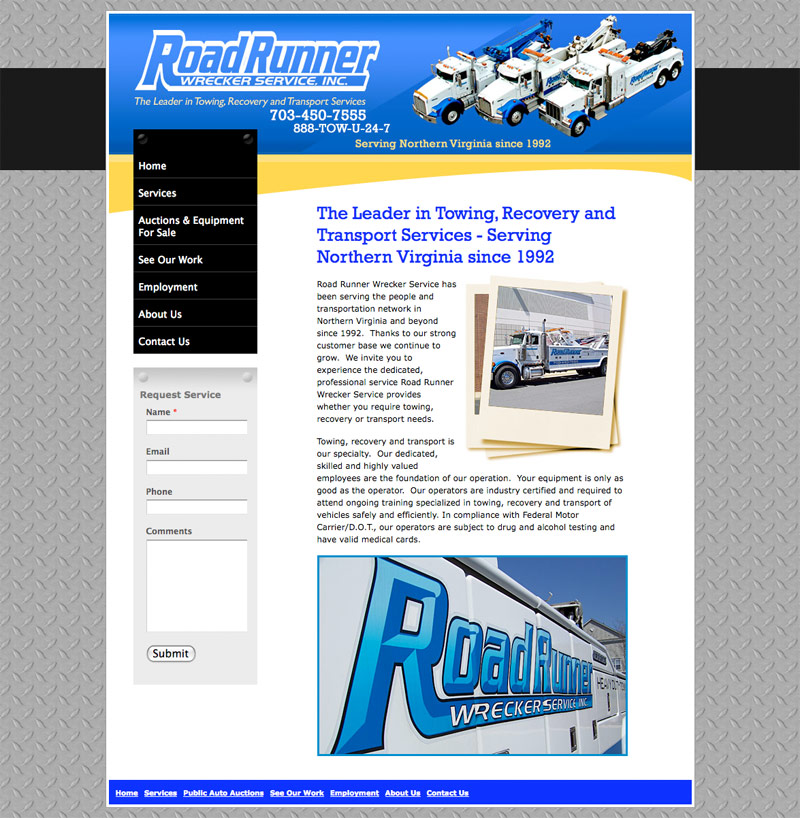 RoadRunner
WRECKER SERVICE, INC.
The Leader in Towing, Recovery and Transport Services
703-450-7555
888-TOW-U-24-7
Serving Northern Virginia since 1992
Home
Services
Auctions & Equipment
For Sale
See Our Work
Employment
About Us
Contact Us
Request Service
Name *
Email
Phone
Comments
Submit
The Leader in Towing, Recovery and
Transport Services - Serving
Northern Virginia since 1992
Road Runner Wrecker Service has
been serving the people and
transportation network in
Northern Virginia and beyond
since 1992.  Thanks to our strong
customer base we continue to
grow.  We invite you to
experience the dedicated,
professional service Road Runner
Wrecker Service provides
whether you require towing,
recovery or transport needs.
RoadRunner
Towing, recovery and transport is
our specialty.  Our dedicated,
skilled and highly valued
employees are the foundation of our operation.  Your equipment is only as
good as the operator.  Our operators are industry certified and required to
attend ongoing training specialized in towing, recovery and transport of
vehicles safely and efficiently. In compliance with Federal Motor
Carrier/D.O.T., our operators are subject to drug and alcohol testing and
have valid medical cards.
RoadRunner
WRECKER SERVICE, INC.
Home Services Public Auto Auctions See Our Work Employment About Us Contact Us